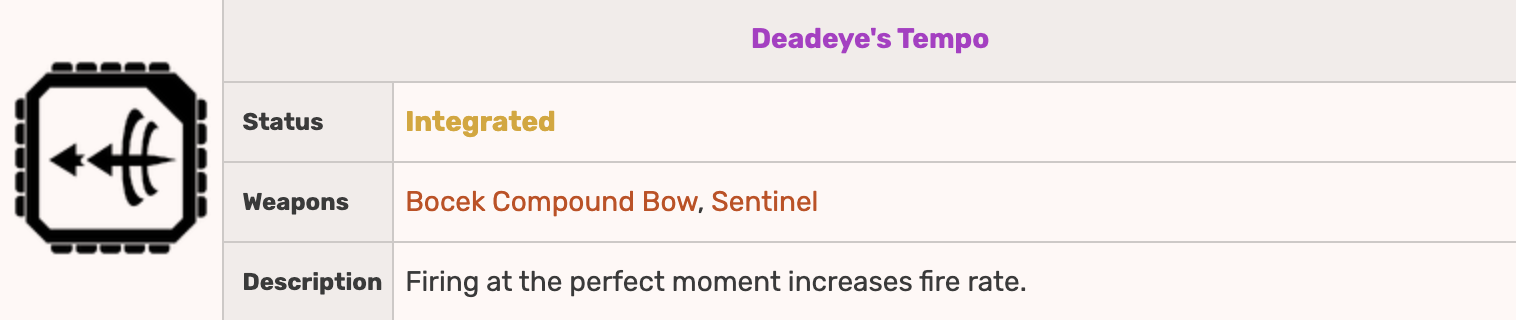 Deadeye's Tempo
Status Integrated
Weapons Bocek Compound Bow, Sentinel
Description Firing at the perfect moment increases fire rate.